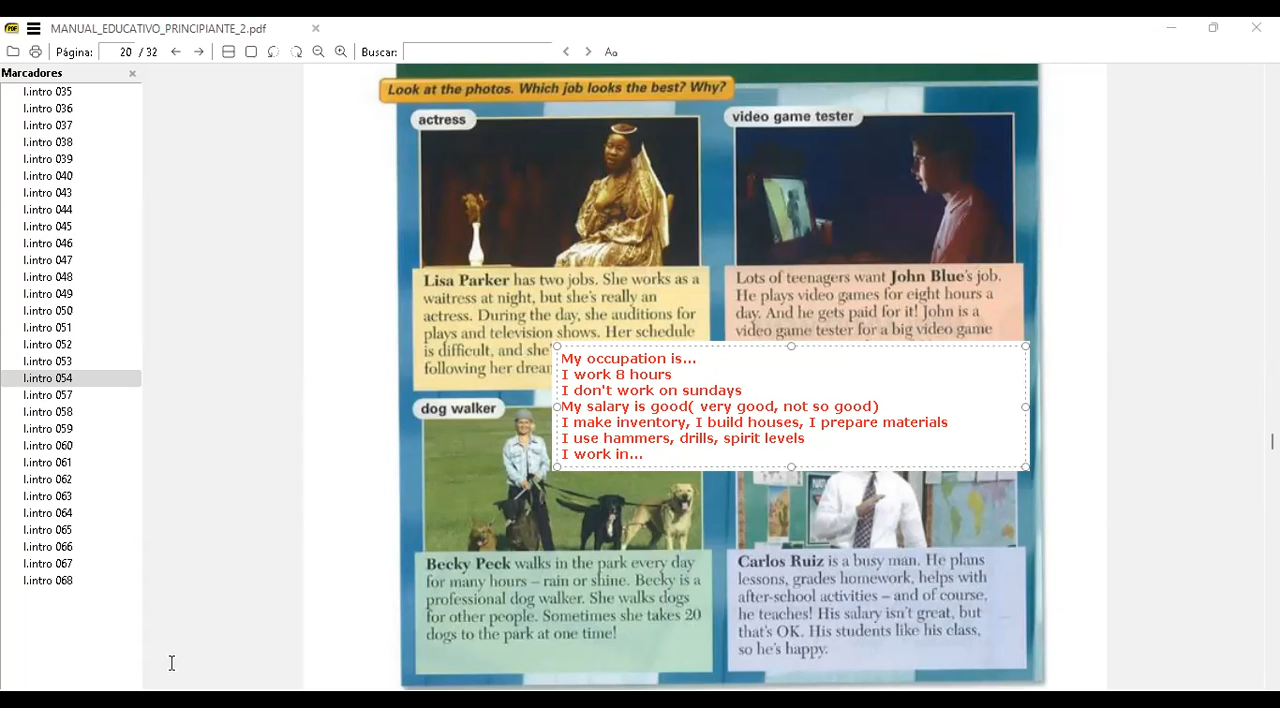 MANUAL_EDUCATIVO_PRINCIPIANTE_2.pdf
Página: 20 / 32
Buscar:
Marcadores
I.intro 035
I.intro 036
I.intro 037
I.intro 038
I.intro 039
I.intro 040
I.intro 043
I.intro 044
I.intro 045
I.intro 046
I.intro 047
I.intro 048
I.intro 049
I.intro 050
I.intro 051
I.intro 052
I.intro 053
I.intro 054
I.intro 057
I.intro 058
I.intro 059
I.intro 060
I.intro 061
I.intro 062
I.intro 063
I.intro 064
I.intro 065
I.intro 066
I.intro 067
I.intro 068
Look at the photos. Which job looks the best? Why?
actress
Lisa Parker has two jobs. She works as a
waitress at night, but she's really an
actress. During the day, she auditions for
plays and television shows. Her schedule
is difficult, and she'
following her
video game tester
Lots of teenagers want John Blue's job.
He plays video games for eight hours a
day. And he gets paid for it! John is a
video game tester for a big video game
My occupation is...
I work 8 hours
I don't work on sundays
My salary is good( very good, not so good)
I make inventory, I build houses, I prepare materials
I use hammers, drills, spirit levels
I work in...
dog walker
Becky Peck walks in the park every day
for many hours – rain or shine. Becky is a
professional dog walker. She walks dogs
for other people. Sometimes she takes 20
dogs to the park at one time!
Carlos Ruiz is a busy man. He plans
lessons, grades homework, helps with
after-school activities – and of course,
he teaches! His salary isn't great, but
that's OK. His students like his class,
so he's happy.